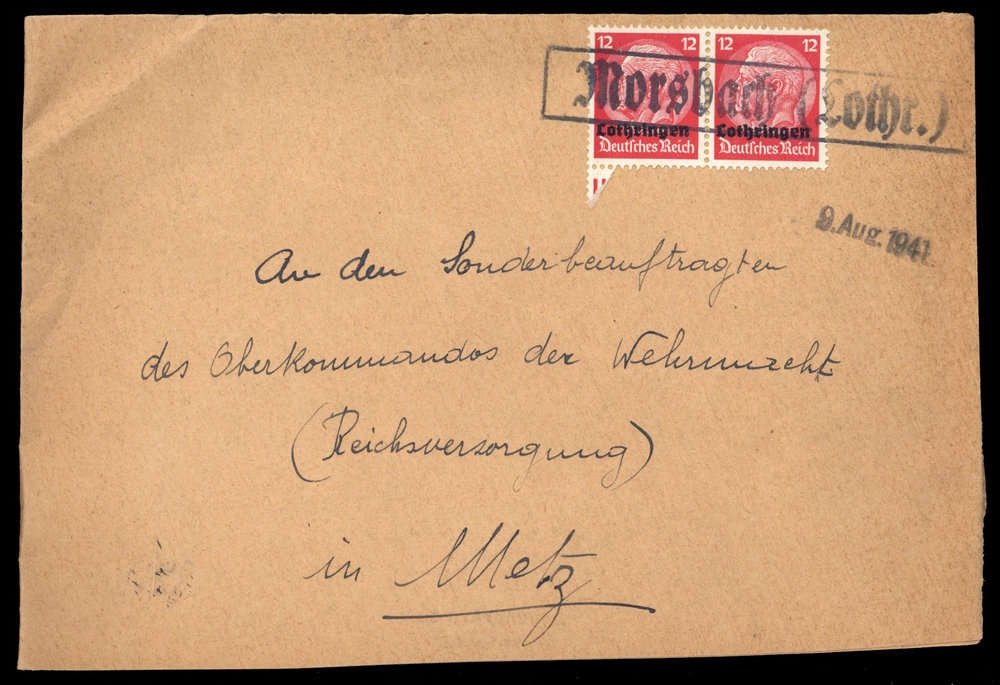 12 12 12 12
Morsbach (Lothr.)
Lothringen Lothringen
Deutsches Reich Deutsches Reich
9. Aug. 1941
An den Sonderbeauftragten
des Oberkommandos der Wehrmacht
(Reichsversorgung)
in Metz